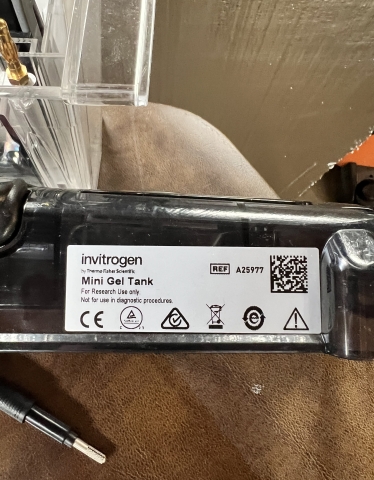 invitrogen
by Thermo Fisher Scientific
Mini Gel Tank
For Research Use only.
Not for use in diagnostic procedures.
REF A25977
CE